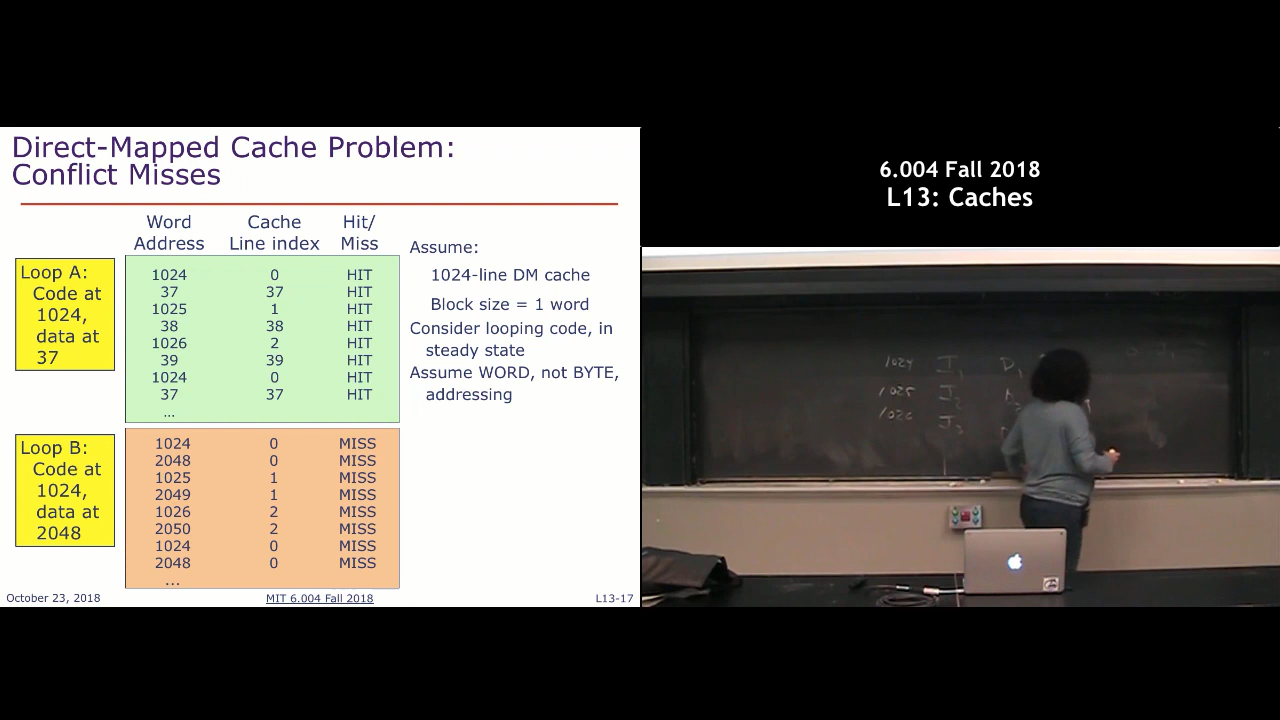 Direct-Mapped Cache Problem:
Conflict Misses
Word Address Cache Line index Hit/ Miss
Loop A:
Code at
1024,
data at
37
1024 0 HIT
37 37 HIT
1025 1 HIT
38 38 HIT
1026 2 HIT
39 39 HIT
1024 0 HIT
37 37 HIT
...
Loop B:
Code at
1024,
data at
2048
1024 0 MISS
2048 0 MISS
1025 1 MISS
2049 1 MISS
1026 2 MISS
2050 2 MISS
1024 0 MISS
2048 0 MISS
...
Assume:
1024-line DM cache
Block size = 1 word
Consider looping code, in
steady state
Assume WORD, not BYTE,
addressing
October 23, 2018
MIT 6.004 Fall 2018
L13-17
6.004 Fall 2018
L13: Caches
1024 I1 D1
1025 I2
1026 I3